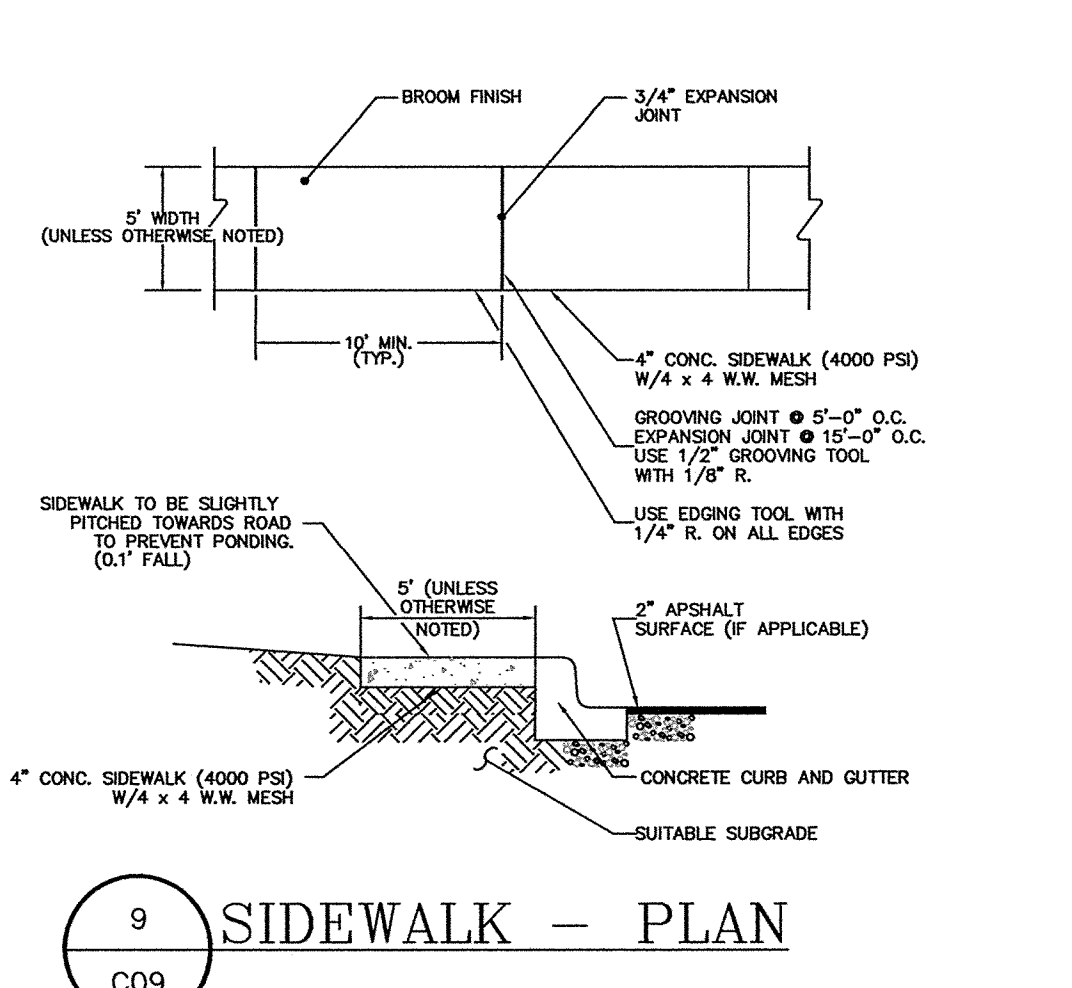 BROOM FINISH
3/4" EXPANSION
JOINT
5' WIDTH
(UNLESS OTHERWISE NOTED)
10' MIN.
(TYP.)
4" CONC. SIDEWALK (4000 PSI)
W/4 x 4 W.W. MESH
GROOVING JOINT @ 5'-0" O.C.
EXPANSION JOINT @ 15'-0" O.C.
USE 1/2" GROOVING TOOL
WITH 1/8" R.
USE EDGING TOOL WITH
1/4" R. ON ALL EDGES
SIDEWALK TO BE SLIGHTLY
PITCHED TOWARDS ROAD
TO PREVENT PONDING.
(0.1' FALL)
5' (UNLESS
OTHERWISE
NOTED)
2" APSHALT
SURFACE (IF APPLICABLE)
4" CONC. SIDEWALK (4000 PSI)
W/4 x 4 W.W. MESH
CONCRETE CURB AND GUTTER
SUITABLE SUBGRADE
9
SIDEWALK - PLAN
C09